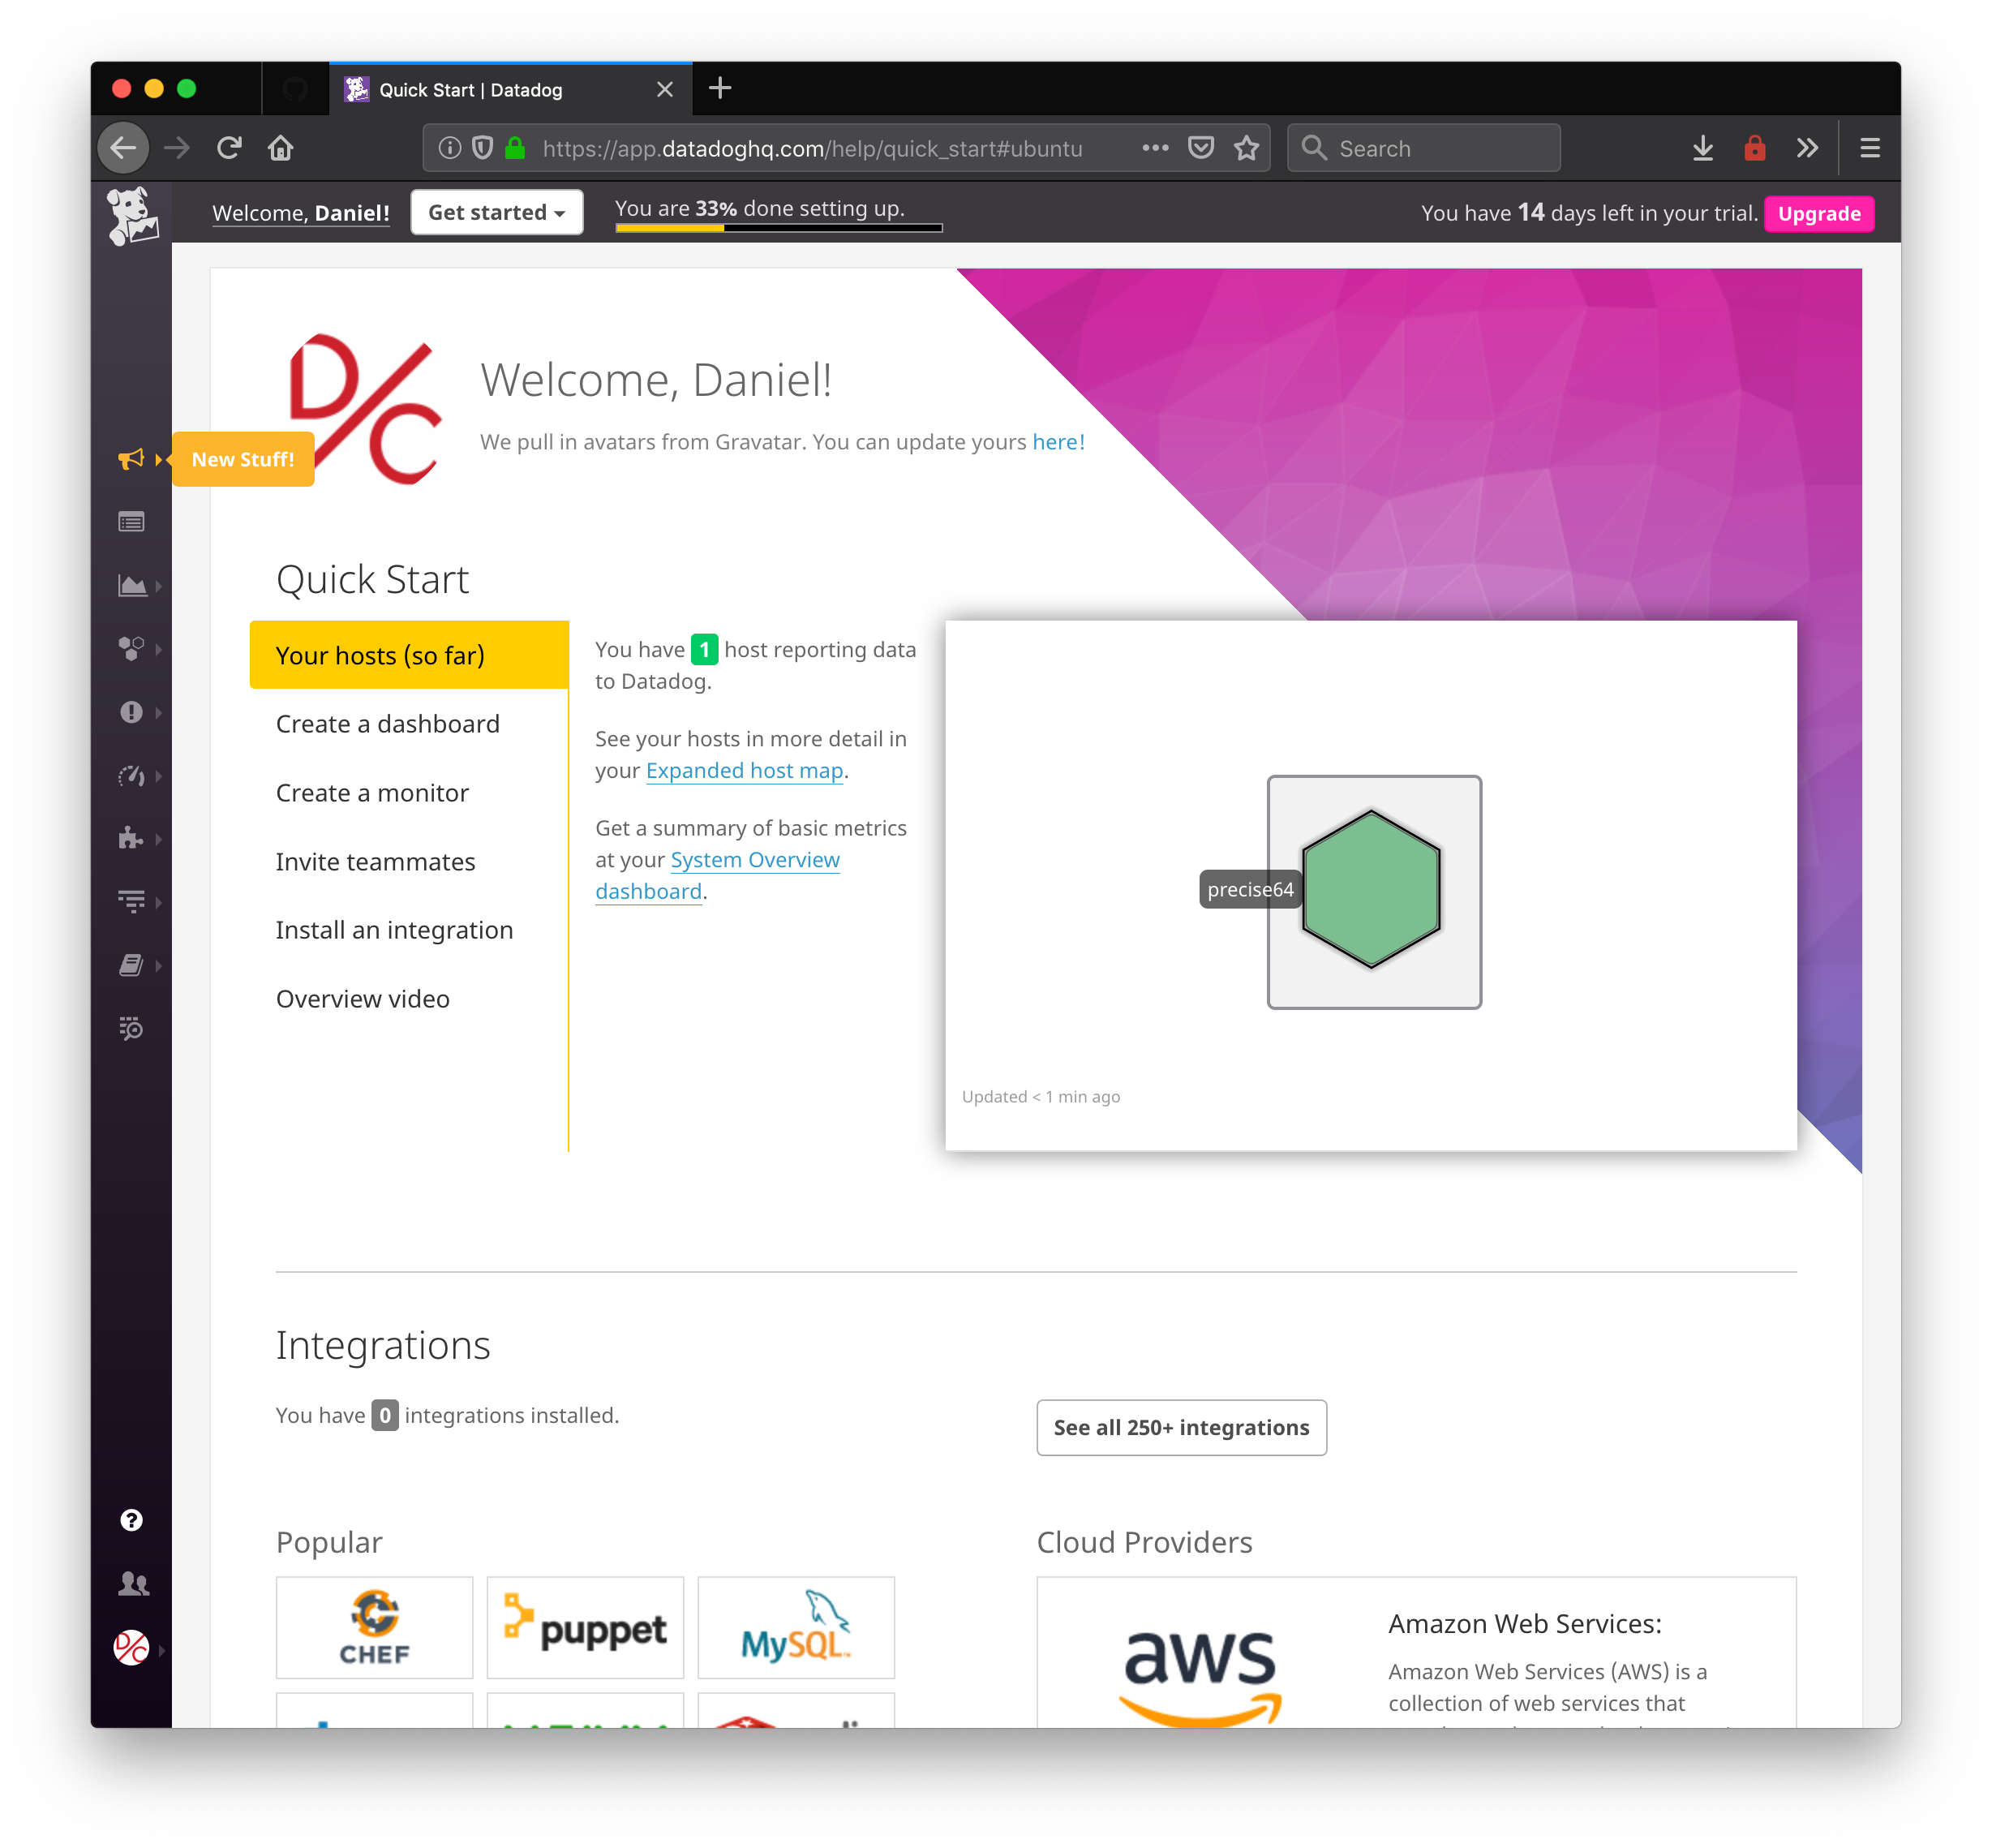 Quick Start | Datadog
https://app.datadoghq.com/help/quick_start#ubuntu
Search
Welcome, Daniel!
Get started
You are 33% done setting up.
You have 14 days left in your trial.
Upgrade
D/C
Welcome, Daniel!
We pull in avatars from Gravatar. You can update yours here!
New Stuff!
Quick Start
Your hosts (so far)
Create a dashboard
Create a monitor
Invite teammates
Install an integration
Overview video
You have 1 host reporting data
to Datadog.
See your hosts in more detail in
your Expanded host map.
Get a summary of basic metrics
at your System Overview
dashboard.
precise64
Updated < 1 min ago
Integrations
You have 0 integrations installed.
See all 250+ integrations
Popular
CHEF
puppet
MySQL
Cloud Providers
aws
Amazon Web Services:
Amazon Web Services (AWS) is a
collection of web services that
D/C